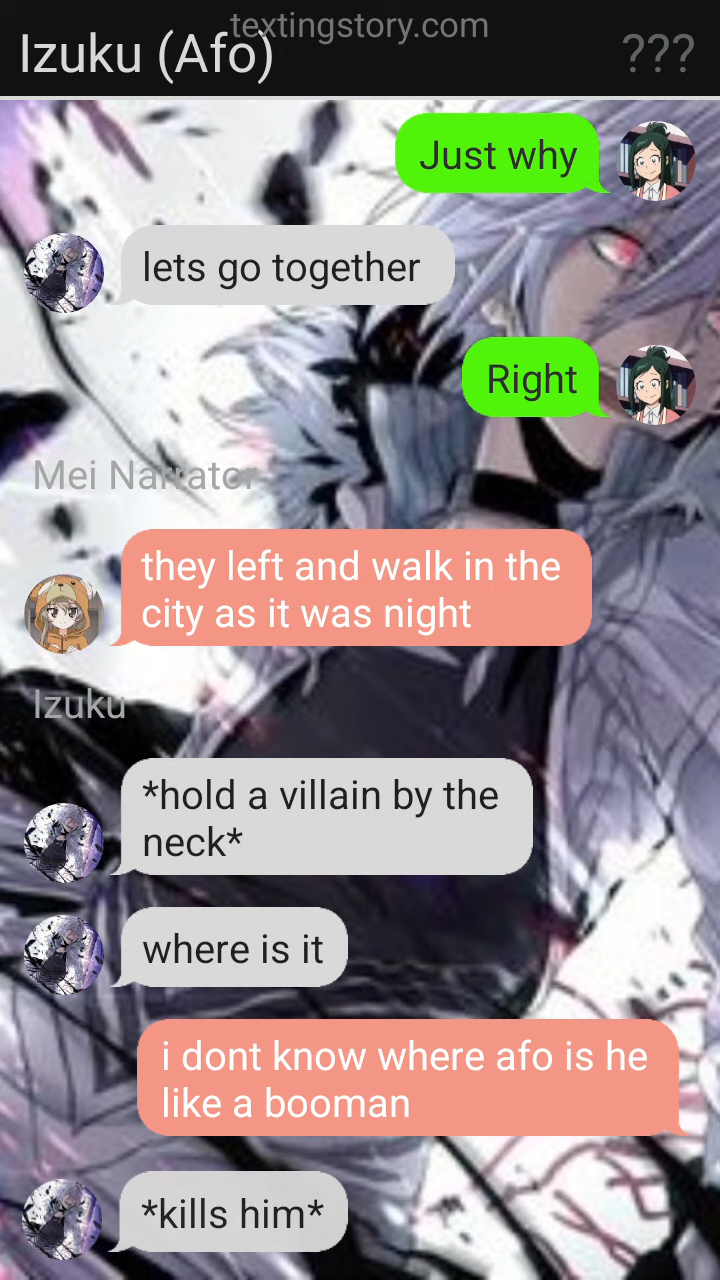 textingstory.com
Izuku (Afo)
???
Just why
lets go together
Right
Mei Narrator
they left and walk in the
city as it was night
Izuku
*hold a villain by the
neck*
where is it
i dont know where afo is he
like a booman
*kills him*